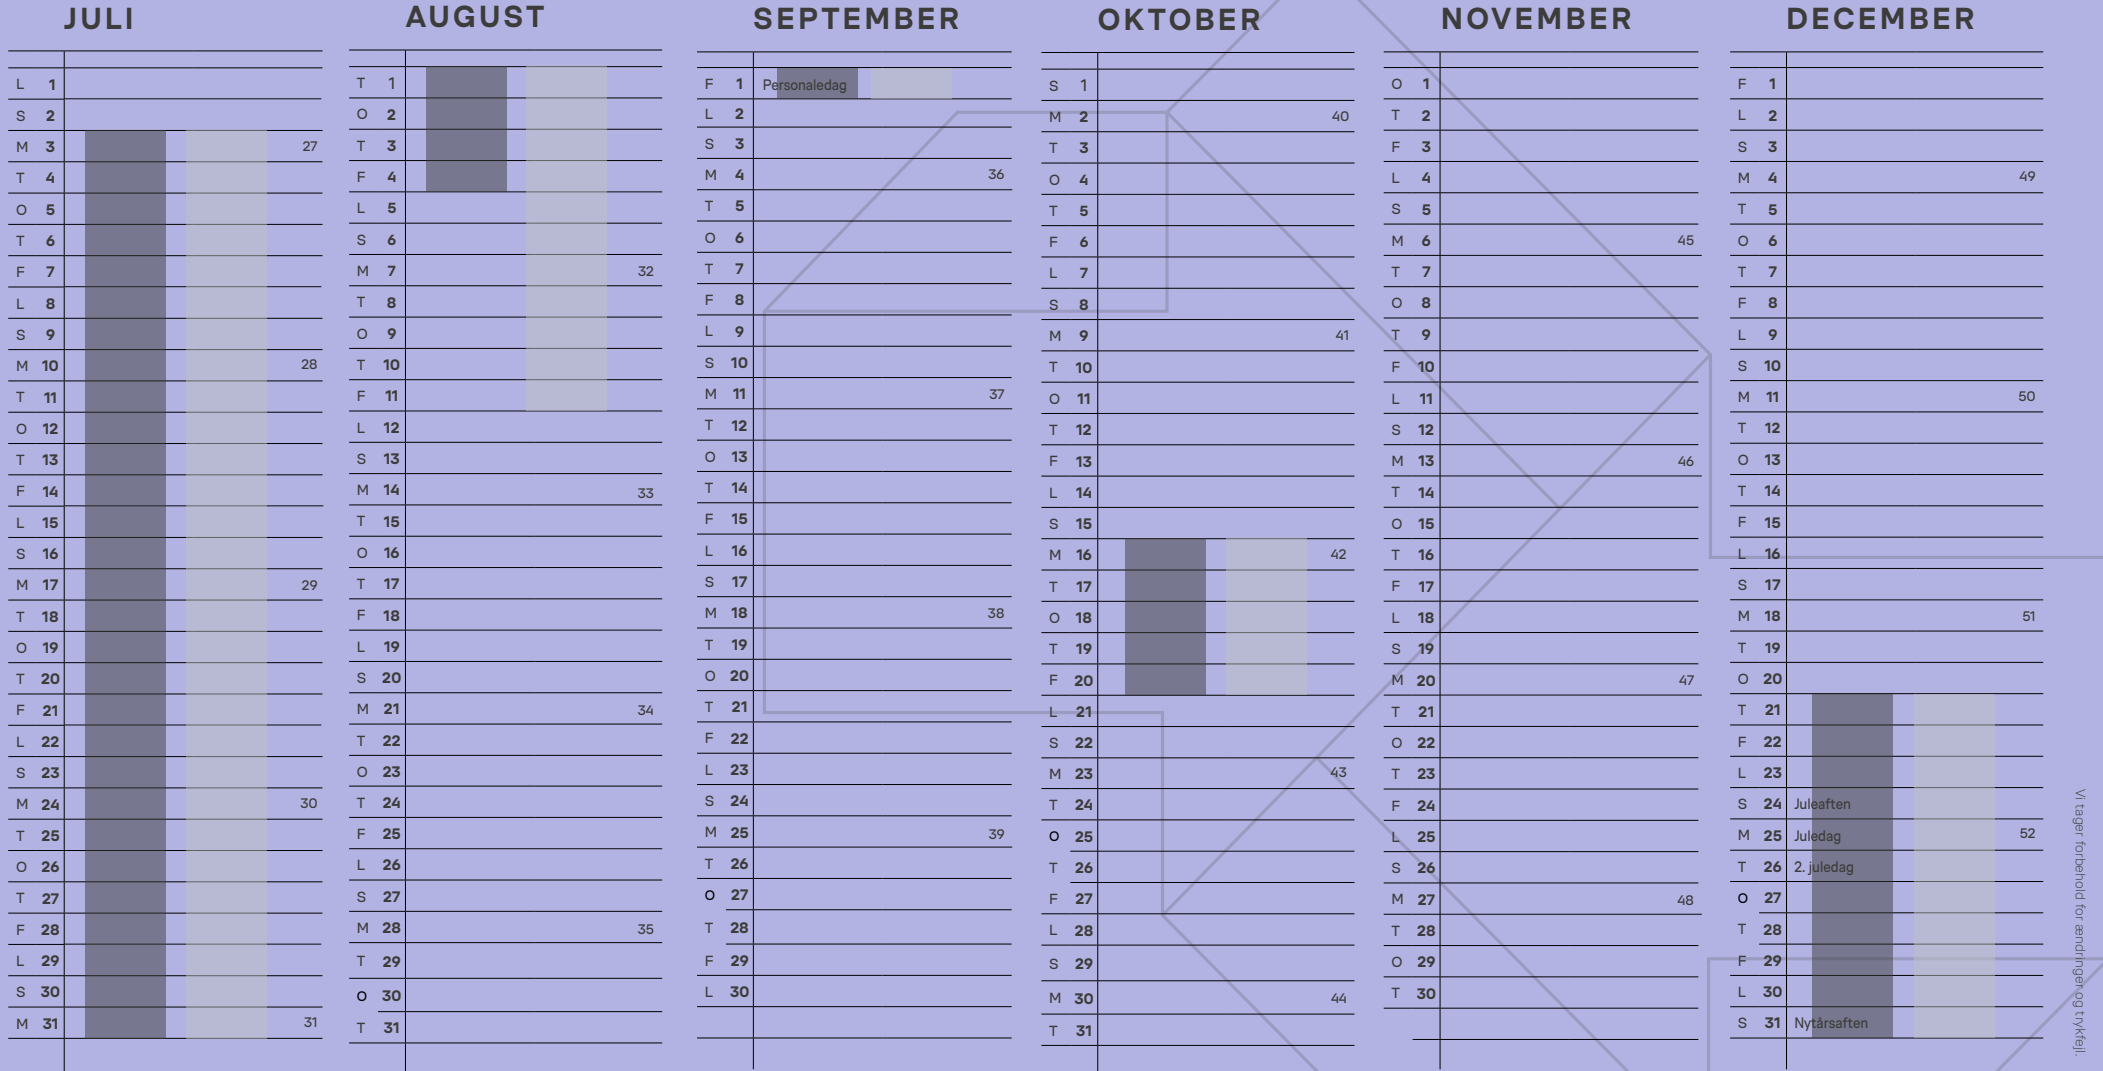 JULI
L 1
S 2
M 3 27
T 4
O 5
T 6
F 7
L 8
S 9
M 10 28
T 11
O 12
T 13
F 14
L 15
S 16
M 17 29
T 18
O 19
T 20
F 21
L 22
S 23
M 24 30
T 25
O 26
T 27
F 28
L 29
S 30
M 31 31
AUGUST
T 1
O 2
T 3
F 4
L 5
S 6
M 7 32
T 8
O 9
T 10
F 11
L 12
S 13
M 14 33
T 15
O 16
T 17
F 18
L 19
S 20
M 21 34
T 22
O 23
T 24
F 25
L 26
S 27
M 28 35
T 29
O 30
T 31
SEPTEMBER
F 1 Personaledag
L 2
S 3
M 4 36
T 5
O 6
T 7
F 8
L 9
S 10
M 11 37
T 12
O 13
T 14
F 15
L 16
S 17
M 18 38
T 19
O 20
T 21
F 22
L 23
S 24
M 25 39
T 26
O 27
T 28
F 29
L 30
OKTOBER
S 1
M 2 40
T 3
O 4
T 5
F 6
L 7
S 8
M 9 41
T 10
O 11
T 12
F 13
L 14
S 15
M 16 42
T 17
O 18
T 19
F 20
L 21
S 22
M 23 43
T 24
O 25
T 26
F 27
L 28
S 29
M 30 44
T 31
NOVEMBER
O 1
T 2
F 3
L 4
S 5
M 6 45
T 7
O 8
T 9
F 10
L 11
S 12
M 13 46
T 14
O 15
T 16
F 17
L 18
S 19
M 20 47
T 21
O 22
T 23
F 24
L 25
S 26
M 27 48
T 28
O 29
T 30
DECEMBER
F 1
L 2
S 3
M 4 49
T 5
O 6
T 7
F 8
L 9
S 10
M 11 50
T 12
O 13
T 14
F 15
L 16
S 17
M 18 51
T 19
O 20
T 21
F 22
L 23
S 24 Juleaften
M 25 Juledag 52
T 26 2. juledag
O 27
T 28
F 29
L 30
S 31 Nytårsaften
Vi tager forbehold for ændringer og trykfejl.